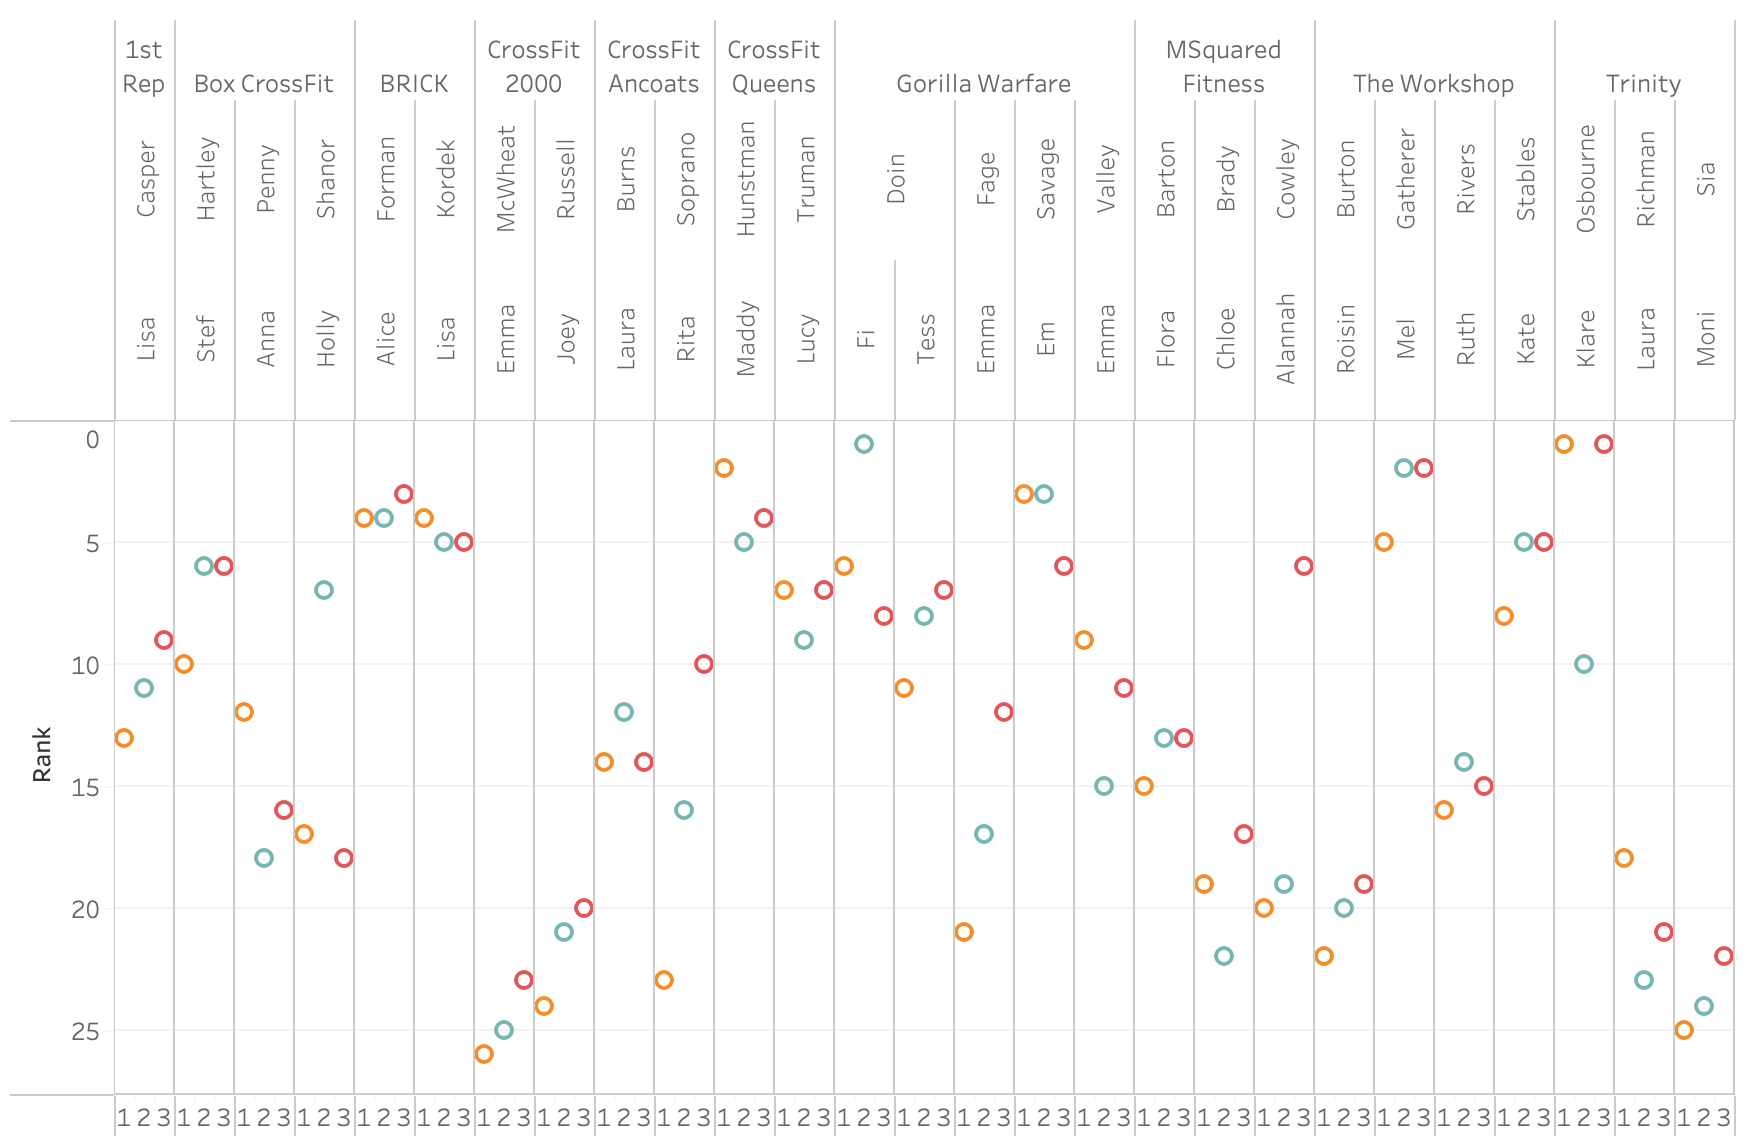 1st Rep
Box CrossFit
BRICK
CrossFit 2000
CrossFit Ancoats
CrossFit Queens
Gorilla Warfare
MSquared Fitness
The Workshop
Trinity
Casper
Hartley
Penny
Shanor
Forman
Kordek
McWheat
Russell
Burns
Soprano
Hunstman
Truman
Doin
Fage
Savage
Valley
Barton
Brady
Cowley
Burton
Gatherer
Rivers
Stables
Osbourne
Richman
Sia
Lisa
Stef
Anna
Holly
Alice
Lisa
Emma
Joey
Laura
Rita
Maddy
Lucy
Fi
Tess
Emma
Em
Emma
Flora
Chloe
Alannah
Roisin
Mel
Ruth
Kate
Klare
Laura
Moni
Rank
0
5
10
15
20
25
1 2 3 1 2 3 1 2 3 1 2 3 1 2 3 1 2 3 1 2 3 1 2 3 1 2 3 1 2 3 1 2 3 1 2 3 1 2 3 1 2 3 1 2 3 1 2 3 1 2 3 1 2 3 1 2 3 1 2 3 1 2 3 1 2 3 1 2 3 1 2 3 1 2 3 1 2 3 1 2 3